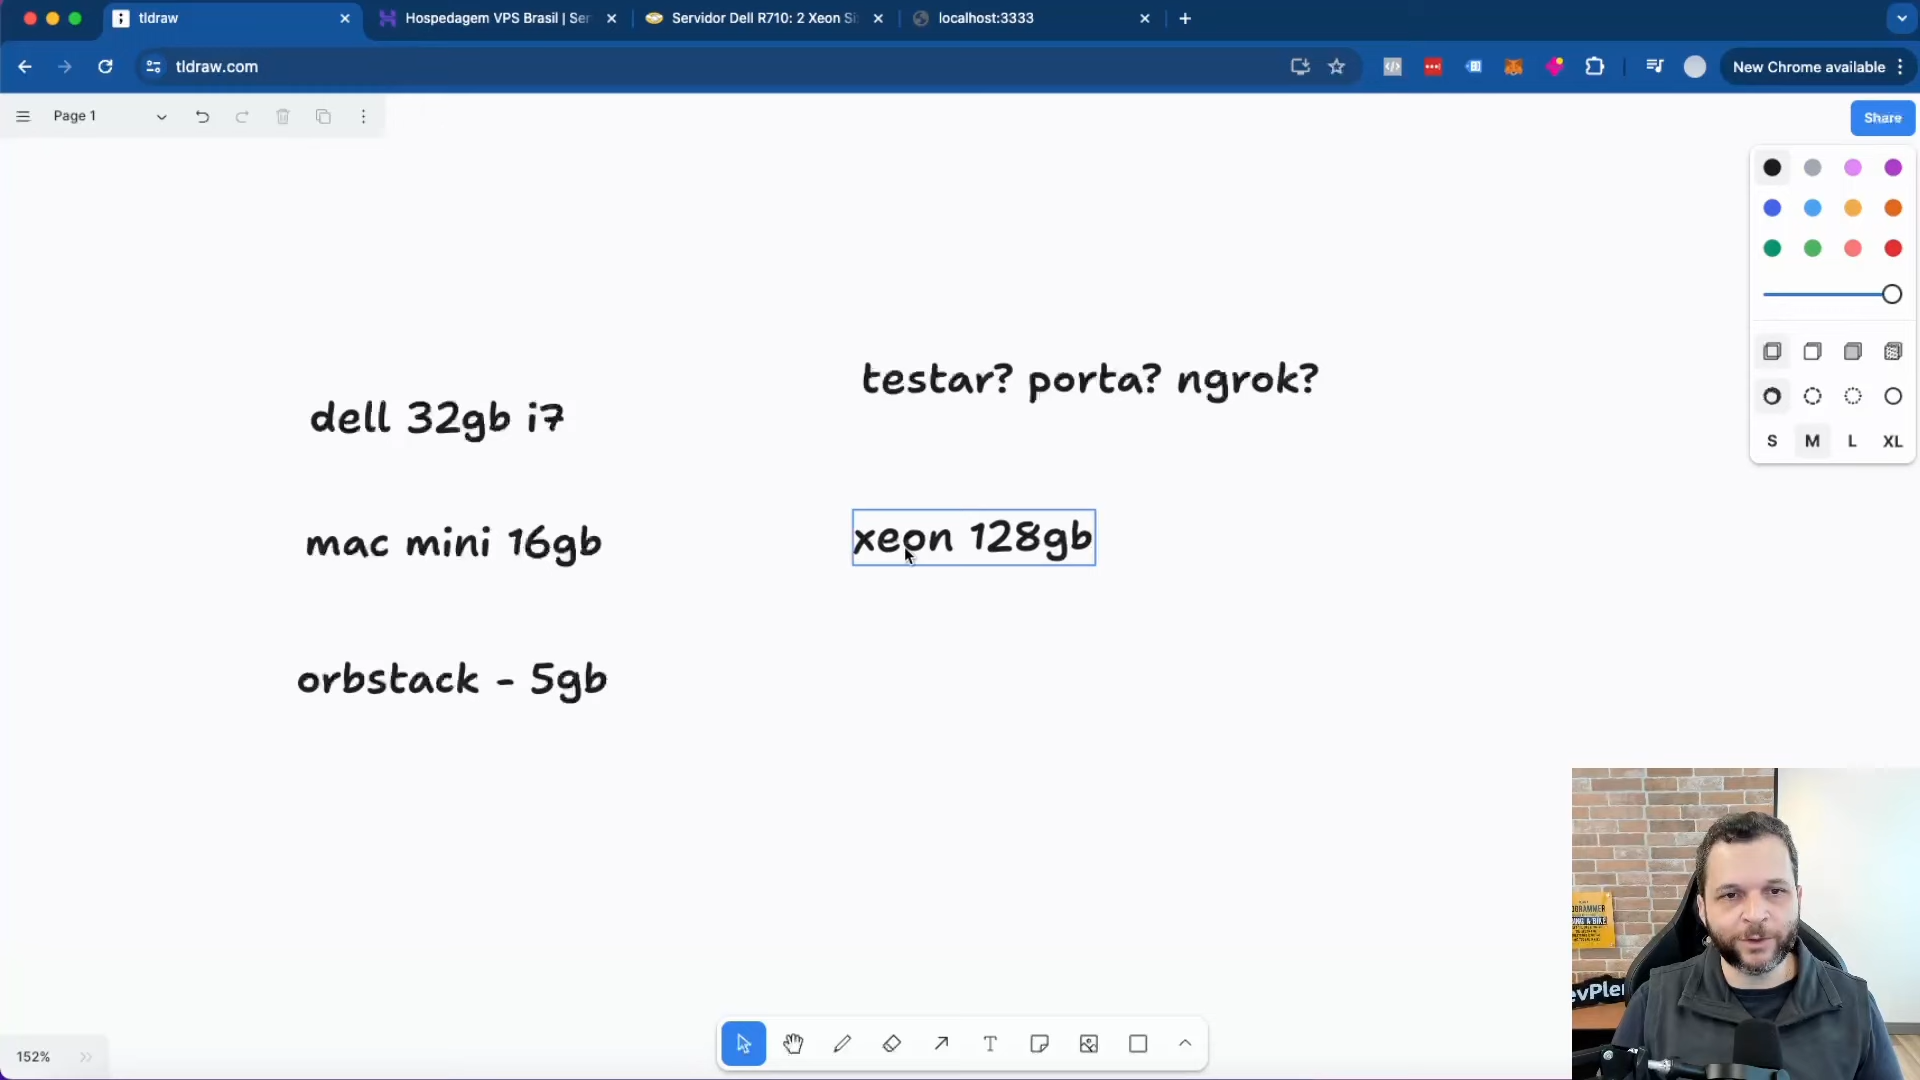 tldraw
Hospedagem VPS Brasil | Ser
Servidor Dell R710: 2 Xeon Si
localhost:3333
tldraw.com
New Chrome available
Page 1
Share
testar? porta? ngrok?
dell 32gb i7
S M L XL
xeon 128gb
mac mini 16gb
orbstack - 5gb
152%